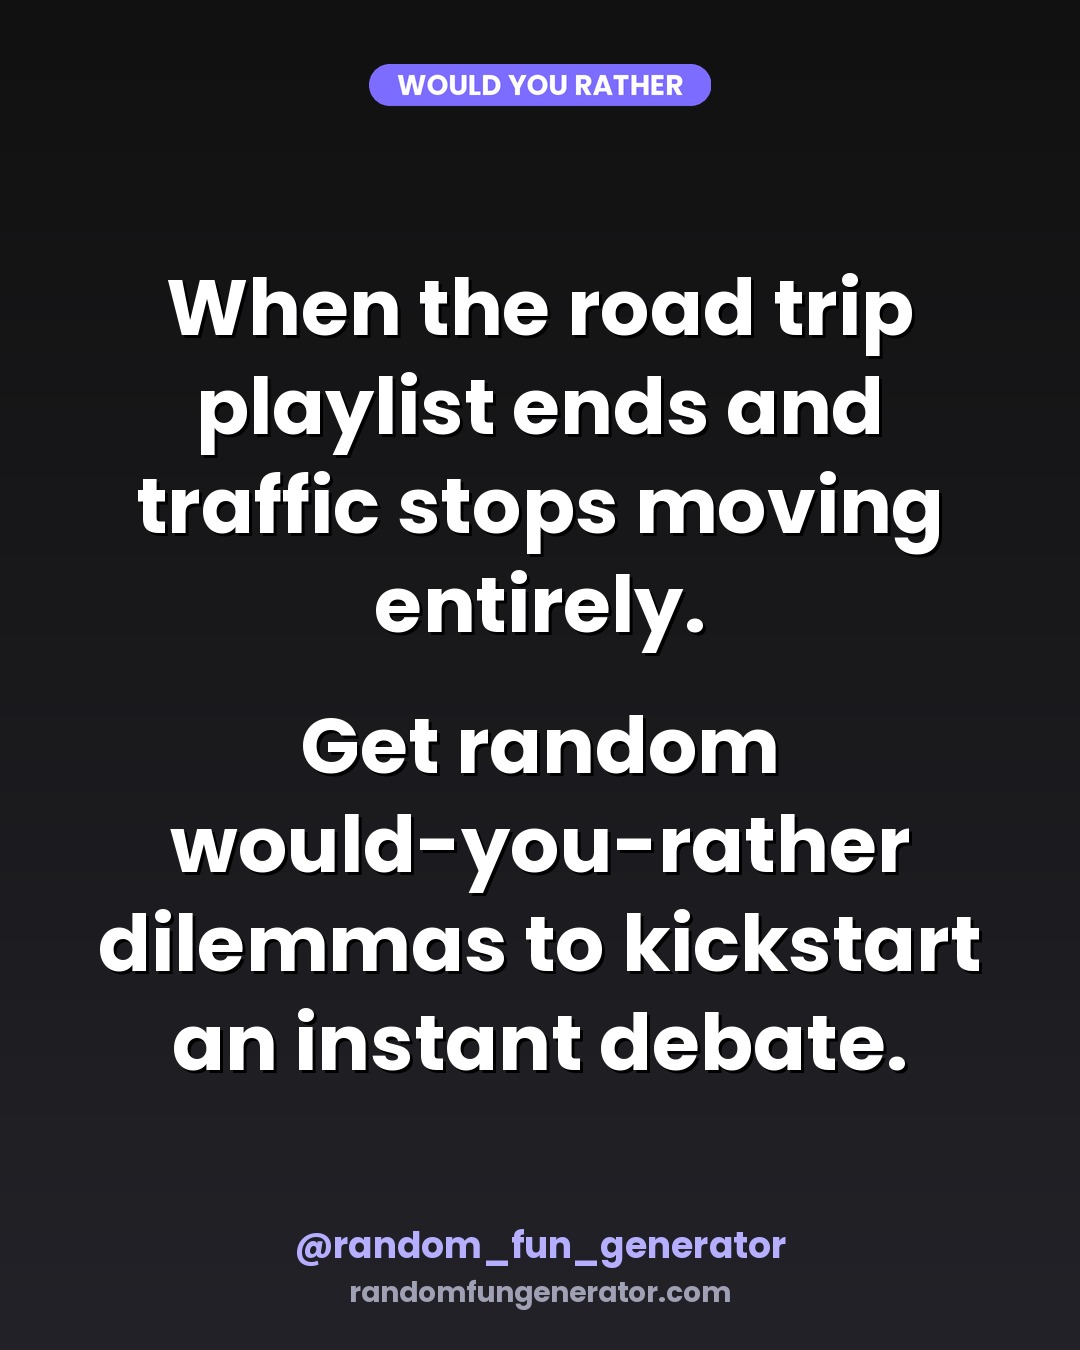 WOULD YOU RATHER
When the road trip
playlist ends and
traffic stops moving
entirely.
Get random
would-you-rather
dilemmas to kickstart
an instant debate.
@random_fun_generator
randomfungenerator.com